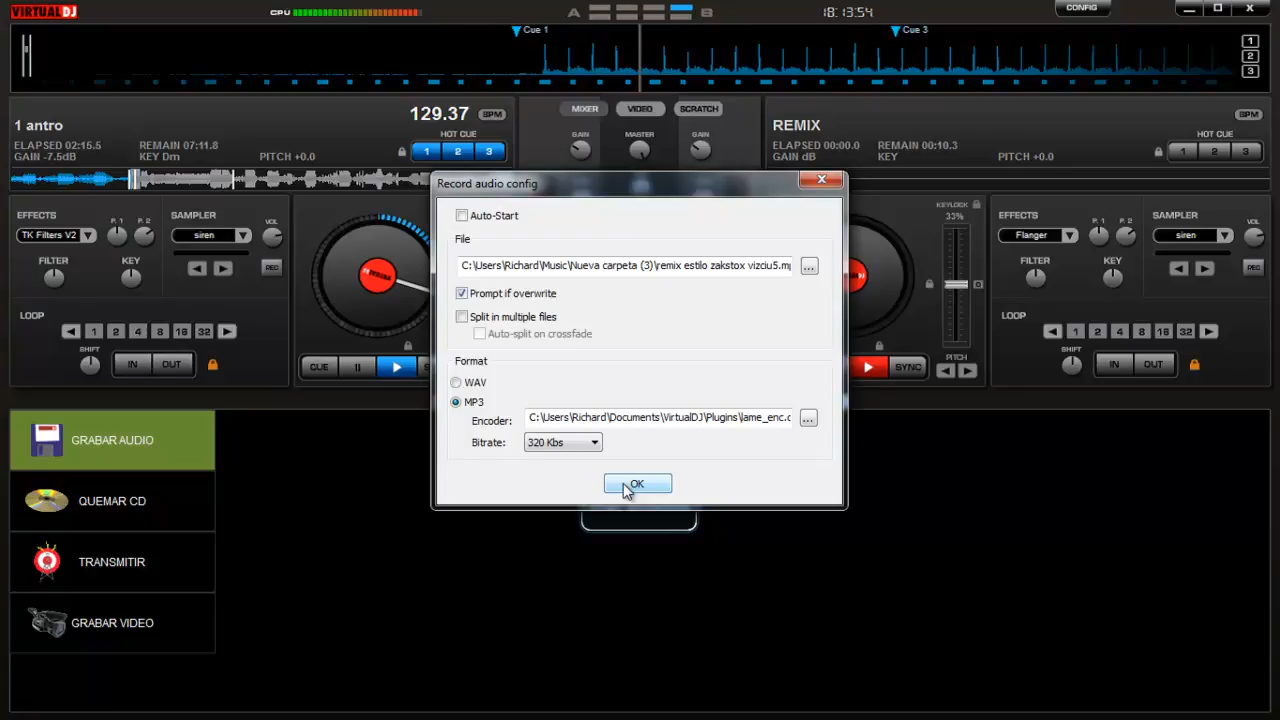 VIRTUAL DJ
CPU
A
B
18:13:54
CONFIG
Cue 1
Cue 3
1
2
3
1 antro
129.37 BPM
ELAPSED 02:15.5
REMAIN 07:11.8
GAIN -7.5dB
KEY Dm
PITCH +0.0
HOT CUE
1 2 3
MIXER VIDEO SCRATCH
GAIN
MASTER
GAIN
REMIX
BPM
ELAPSED 00:00.0
REMAIN 00:10.3
GAIN dB
KEY
PITCH +0.0
HOT CUE
1 2 3
EFFECTS
P. 1 P. 2
SAMPLER
VOL
TK Filters V2
siren
FILTER
KEY
REC
LOOP
1 2 4 8 16 32
SHIFT
IN OUT
CUE
Record audio config
Auto-Start
File
C:\Users\Richard\Music\Nueva carpeta (3)\remix estilo zakstox vizciu5.mp
...
Prompt if overwrite
Split in multiple files
Auto-split on crossfade
Format
WAV
MP3
Encoder:
C:\Users\Richard\Documents\VirtualDJ\Plugins\lame_enc.d
...
Bitrate:
320 Kbs
OK
KEYLOCK
33%
SYNC
PITCH
EFFECTS
P. 1 P. 2
SAMPLER
VOL
Flanger
siren
FILTER
KEY
REC
LOOP
1 2 4 8 16 32
SHIFT
IN OUT
GRABAR AUDIO
QUEMAR CD
TRANSMITIR
GRABAR VIDEO